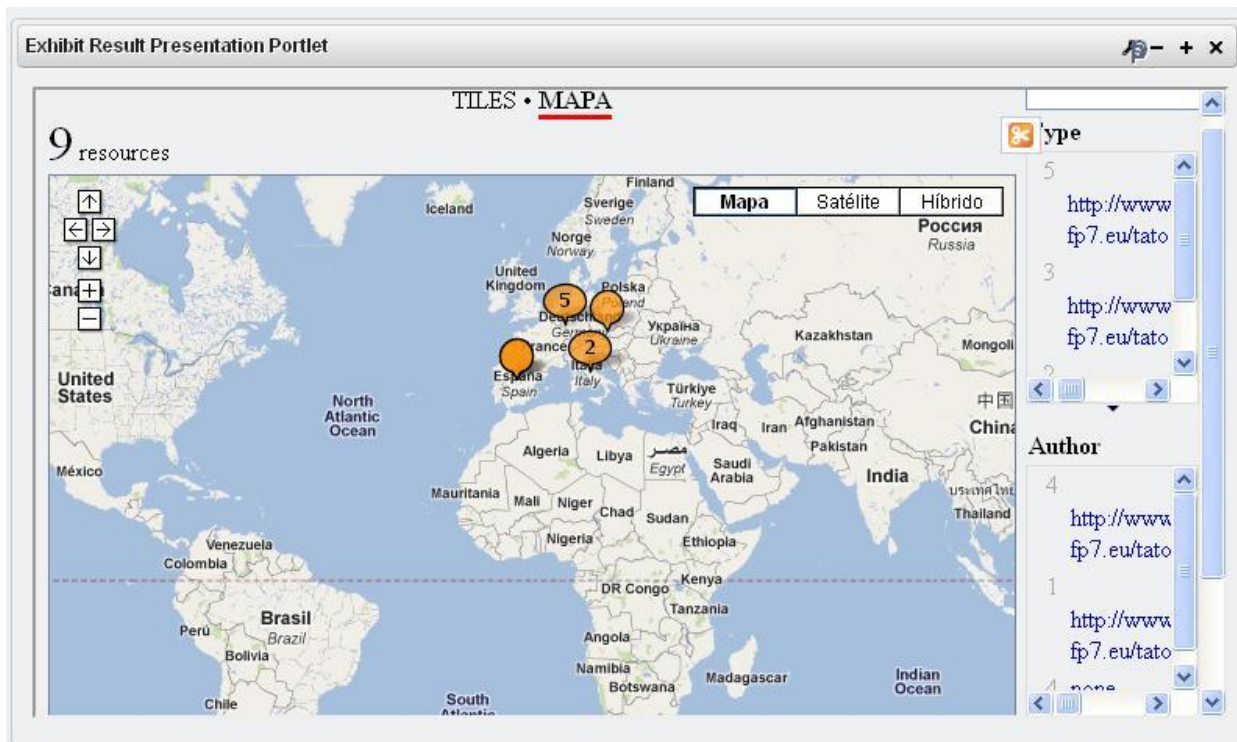 Exhibit Result Presentation Portlet
TILES • MAPA
9 resources
Mapa
Satélite
Híbrido
Finland
Iceland
Sverige
Sweden
Norge
Norway
Россия
Russia
United
Kingdom
Polska
5
Україна
Ukraine
Kazakhstan
2
España
Spain
Italy
Türkiye
Turkey
United
States
North
Atlantic
Ocean
中国
China
Iraq
Iran
Afghanistan
Pakistan
Algeria
Libya
مصر
Egypt
Saudi
Arabia
India
México
Mauritania
Mali
Niger
Chad
Sudan
Thailand
Nigeria
Ethiopia
Venezuela
Colombia
DR Congo
Kenya
Tanzania
Brasil
Brazil
Perú
Bolivia
Angola
Namibia
Botswana
Madagascar
Indian
Ocean
Chile
South
Type
5
http://www
fp7.eu/tato
3
http://www
fp7.eu/tato
Author
4
http://www
fp7.eu/tato
1
http://www
fp7.eu/tato
4 none